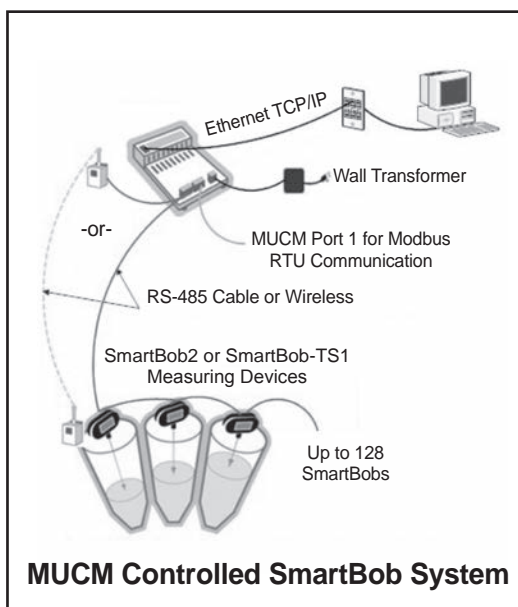 Ethernet TCP/IP
Wall Transformer
-or-
MUCM Port 1 for Modbus
RTU Communication
RS-485 Cable or Wireless
SmartBob2 or SmartBob-TS1
Measuring Devices
Up to 128
SmartBobs
MUCM Controlled SmartBob System